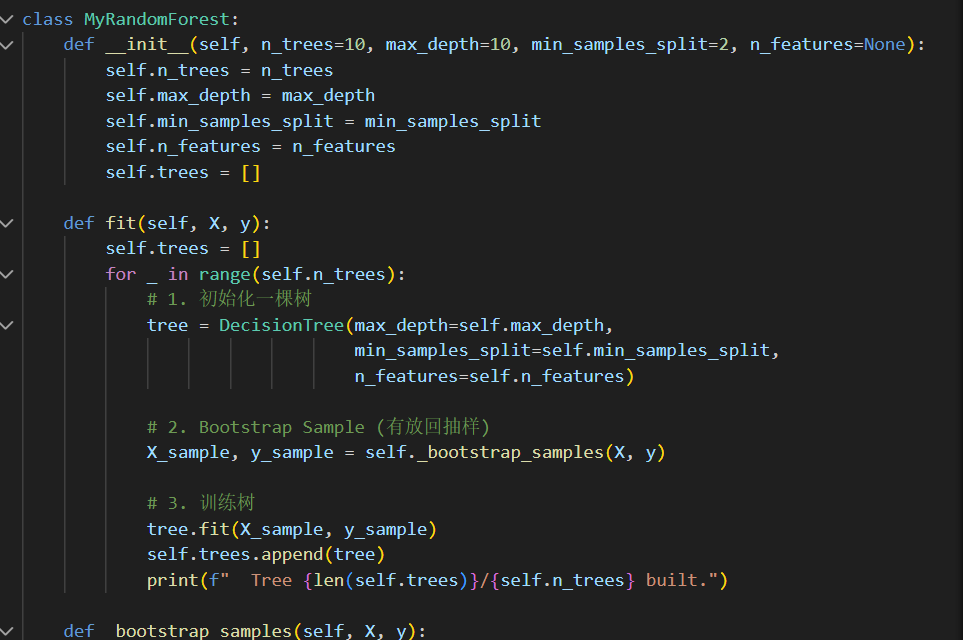 class MyRandomForest:
    def __init__(self, n_trees=10, max_depth=10, min_samples_split=2, n_features=None):
        self.n_trees = n_trees
        self.max_depth = max_depth
        self.min_samples_split = min_samples_split
        self.n_features = n_features
        self.trees = []
    def fit(self, X, y):
        self.trees = []
        for _ in range(self.n_trees):
            # 1. 初始化一棵树
            tree = DecisionTree(max_depth=self.max_depth,
                                min_samples_split=self.min_samples_split,
                                n_features=self.n_features)
            # 2. Bootstrap Sample (有放回抽样)
            X_sample, y_sample = self._bootstrap_samples(X, y)
            # 3. 训练树
            tree.fit(X_sample, y_sample)
            self.trees.append(tree)
            print(f"  Tree {len(self.trees)}/{self.n_trees} built.")
    def _bootstrap_samples(self, X, y):